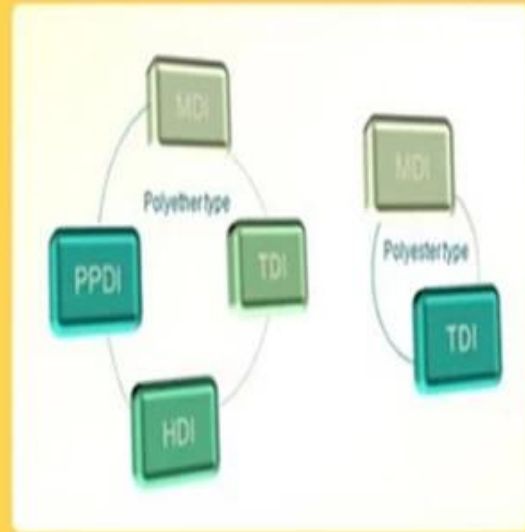 MDI
Polyethertype
PPDI
TDI
HDI
MDI
Polyestertype
TDI